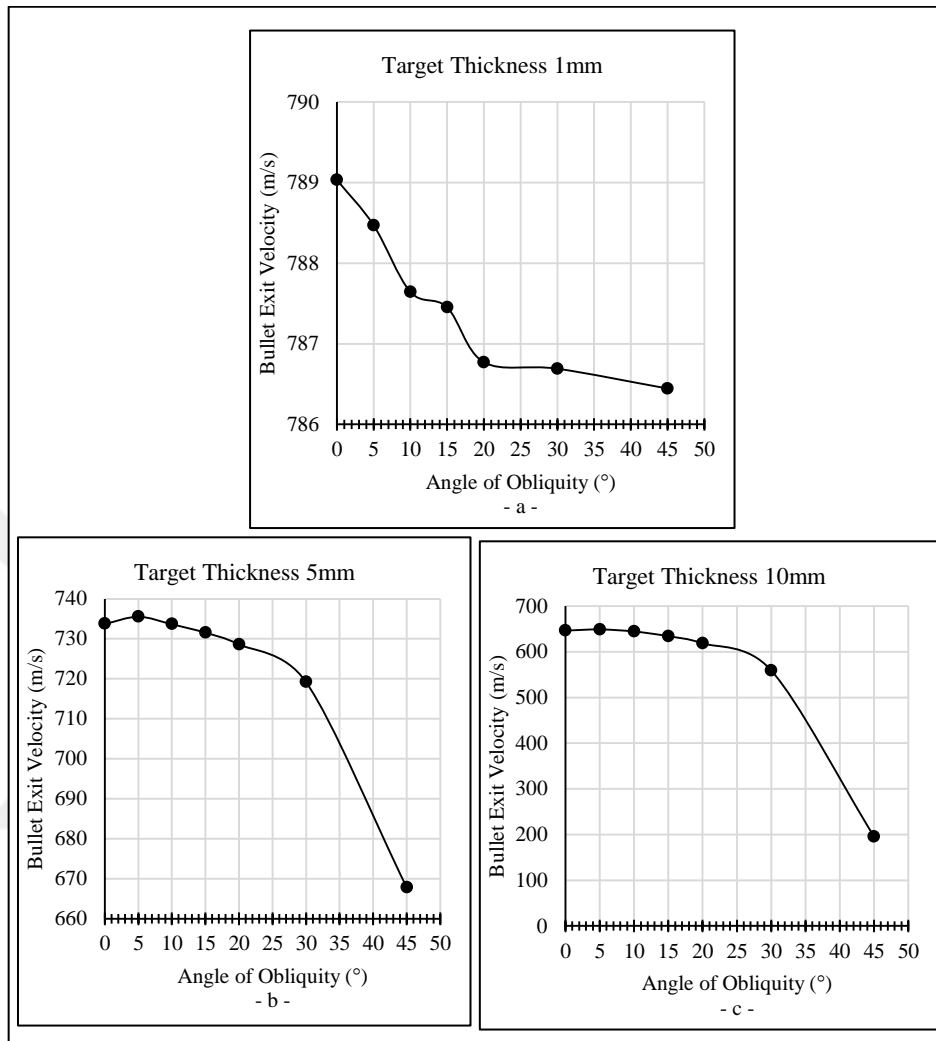 Target Thickness 1mm
Bullet Exit Velocity (m/s)
790
789
788
787
786
0 5 10 15 20 25 30 35 40 45 50
Angle of Obliquity (°)
- a -
Target Thickness 5mm
Bullet Exit Velocity (m/s)
740
730
720
710
700
690
680
670
660
0 5 10 15 20 25 30 35 40 45 50
Angle of Obliquity (°)
- b -
Target Thickness 10mm
Bullet Exit Velocity (m/s)
700
600
500
400
300
200
100
0
0 5 10 15 20 25 30 35 40 45 50
Angle of Obliquity (°)
- c -